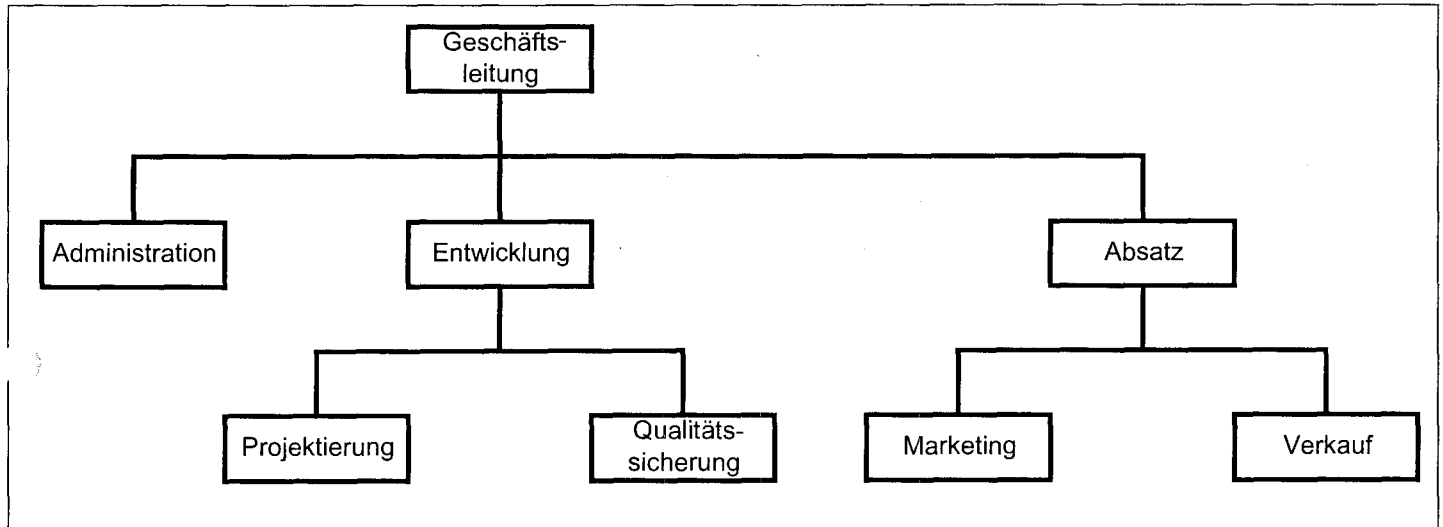 Geschäfts-
leitung
Administration
Entwicklung
Absatz
Projektierung
Qualitäts-
sicherung
Marketing
Verkauf